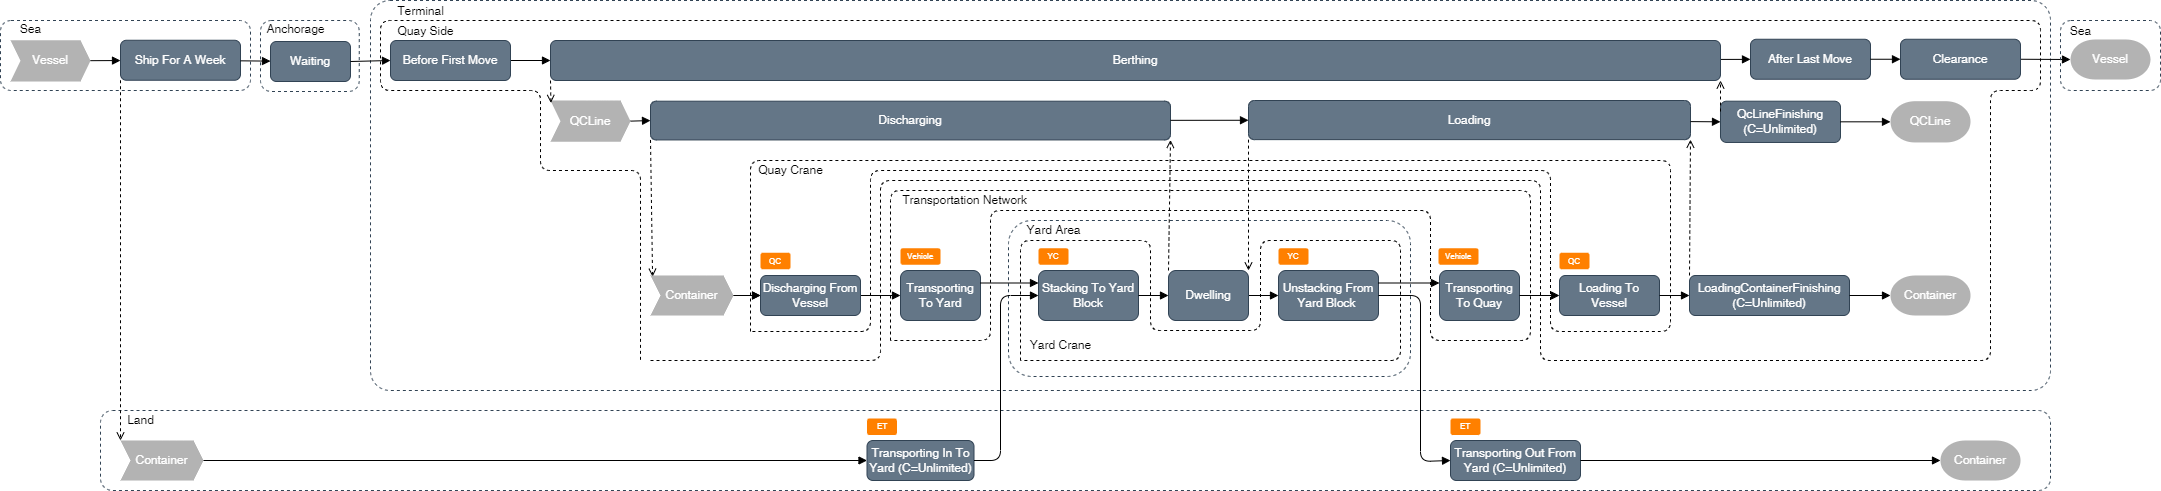 Terminal
Sea
Anchorage
Quay Side
Sea
Vessel
Ship For A Week
Waiting
Before First Move
Berthing
After Last Move
Clearance
Vessel
QCLine
Discharging
Loading
QcLineFinishing
(C=Unlimited)
QCLine
Quay Crane
Transportation Network
Yard Area
QC
Vehicle
YC
YC
Vehicle
QC
Container
Discharging From
Vessel
Transporting
To Yard
Stacking To Yard
Block
Dwelling
Unstacking From
Yard Block
Transporting
To Quay
Loading To
Vessel
LoadingContainerFinishing
(C=Unlimited)
Container
Yard Crane
Land
ET
ET
Container
Transporting In To
Yard (C=Unlimited)
Transporting Out From
Yard (C=Unlimited)
Container